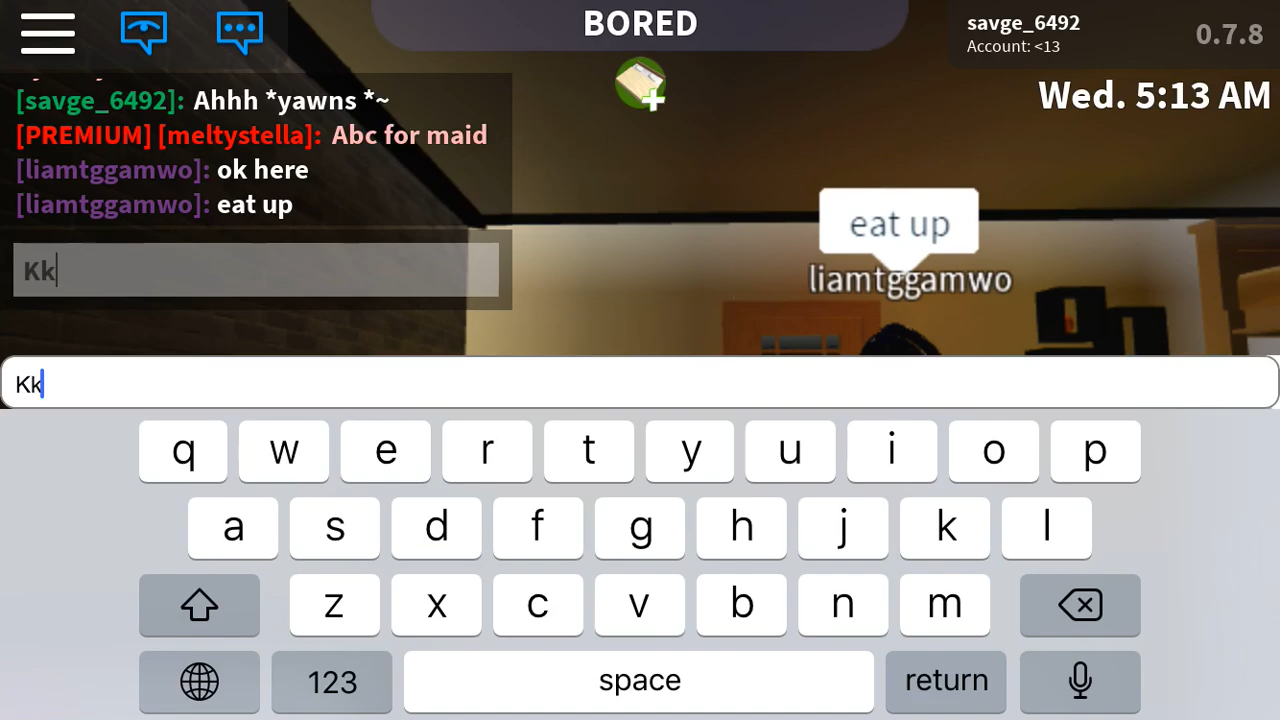 BORED
savge_6492
Account: <13
0.7.8
Wed. 5:13 AM
[savge_6492]: Ahhh *yawns *~
[PREMIUM] [meltystella]: Abc for maid
[liamtggamwo]: ok here
[liamtggamwo]: eat up
Kk
eat up
liamtggamwo
Kk
q w e r t y u i o p
a s d f g h j k l
z x c v b n m
123 space return